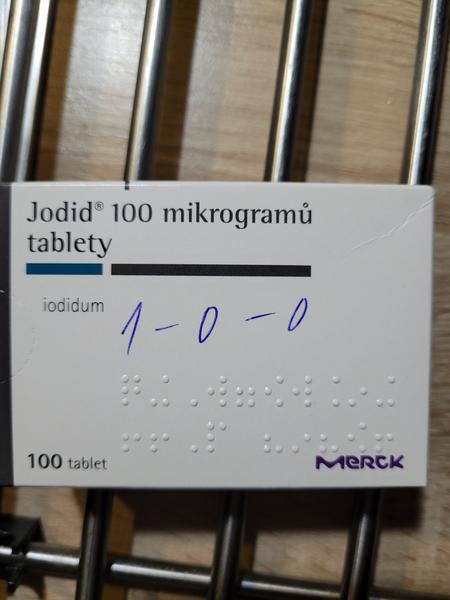 Jodid® 100 mikrogramů
tablety
iodidum
1 - 0 - 0
100 tablet
Merck